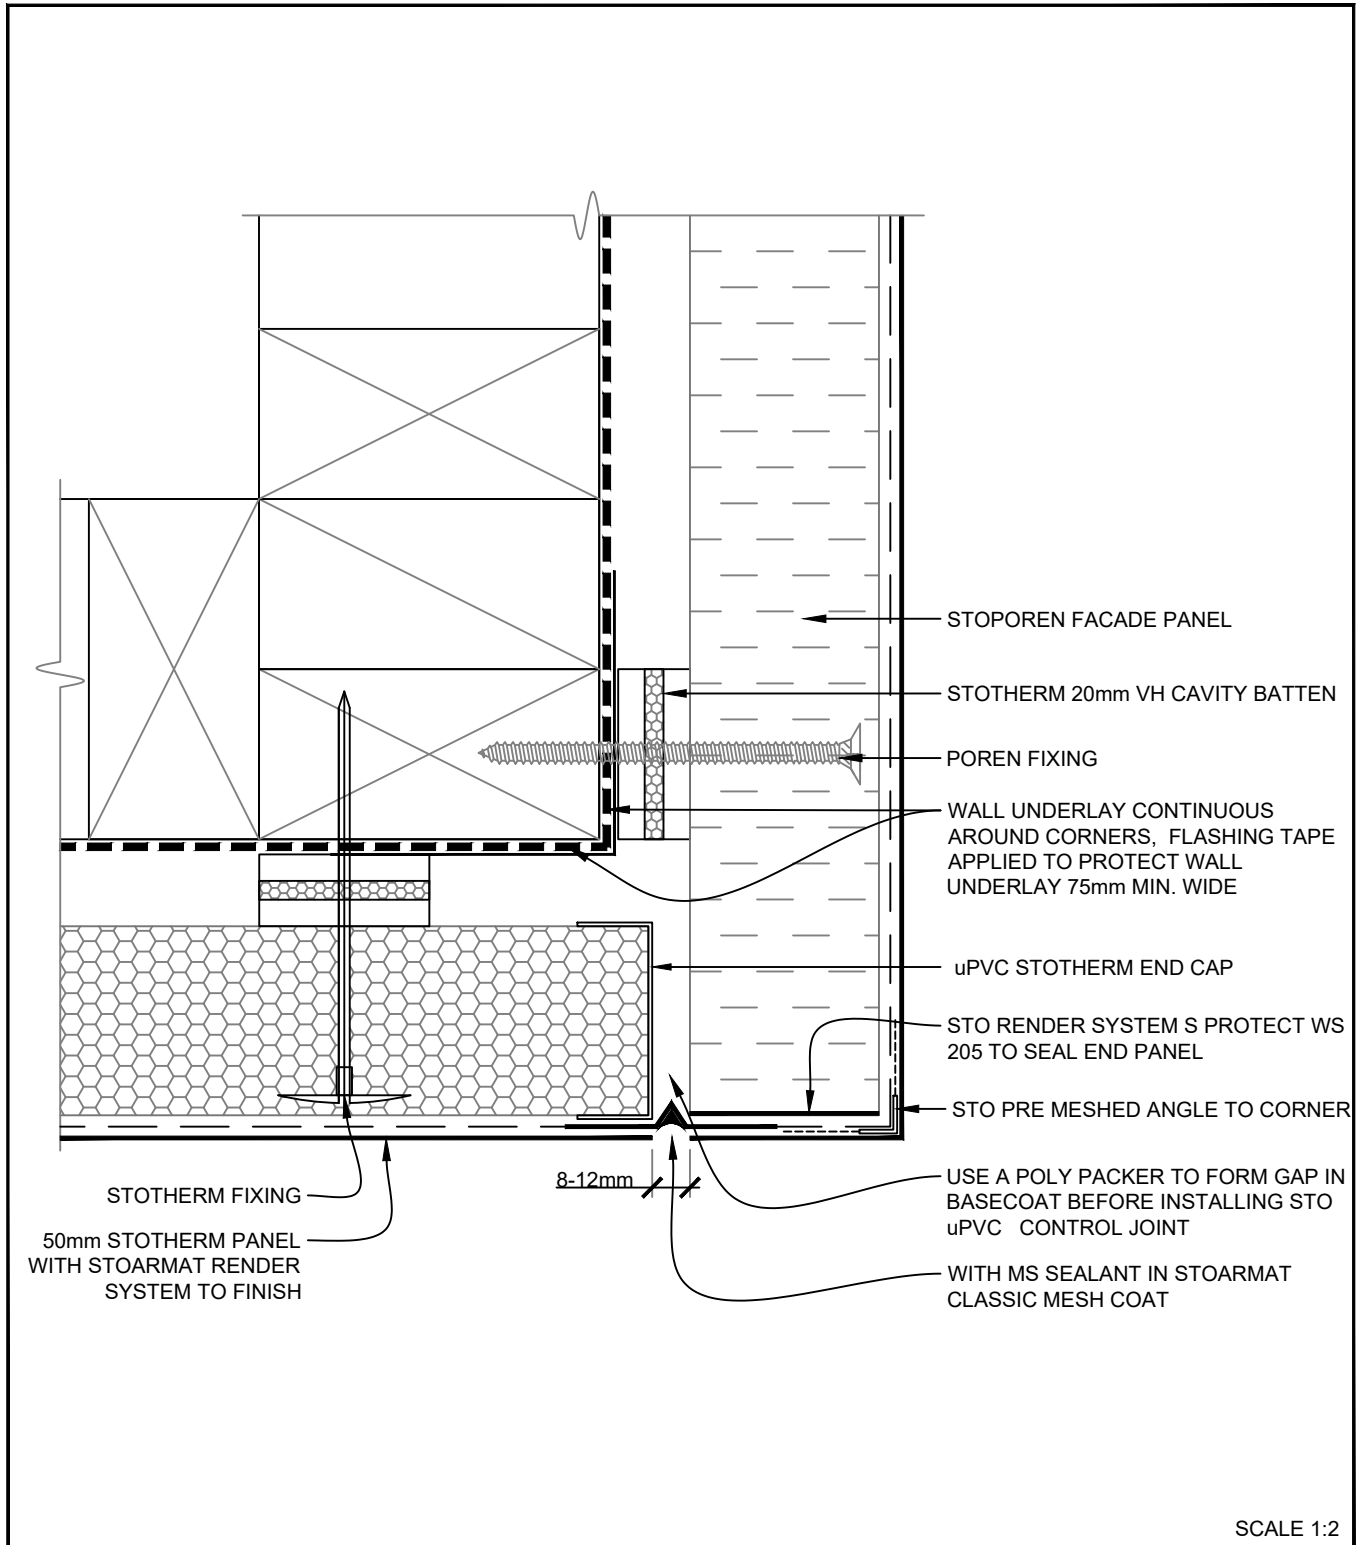 STOPOREN FACADE PANEL
STOTHERM 20mm VH CAVITY BATTEN
POREN FIXING
WALL UNDERLAY CONTINUOUS
AROUND CORNERS, FLASHING TAPE
APPLIED TO PROTECT WALL
UNDERLAY 75mm MIN. WIDE
uPVC STOTHERM END CAP
STO RENDER SYSTEM S PROTECT WS
205 TO SEAL END PANEL
STO PRE MESHED ANGLE TO CORNER
USE A POLY PACKER TO FORM GAP IN
BASECOAT BEFORE INSTALLING STO
uPVC CONTROL JOINT
WITH MS SEALANT IN STOARMAT
CLASSIC MESH COAT
8-12mm
STOTHERM FIXING
50mm STOTHERM PANEL
WITH STOARMAT RENDER
SYSTEM TO FINISH
SCALE 1:2